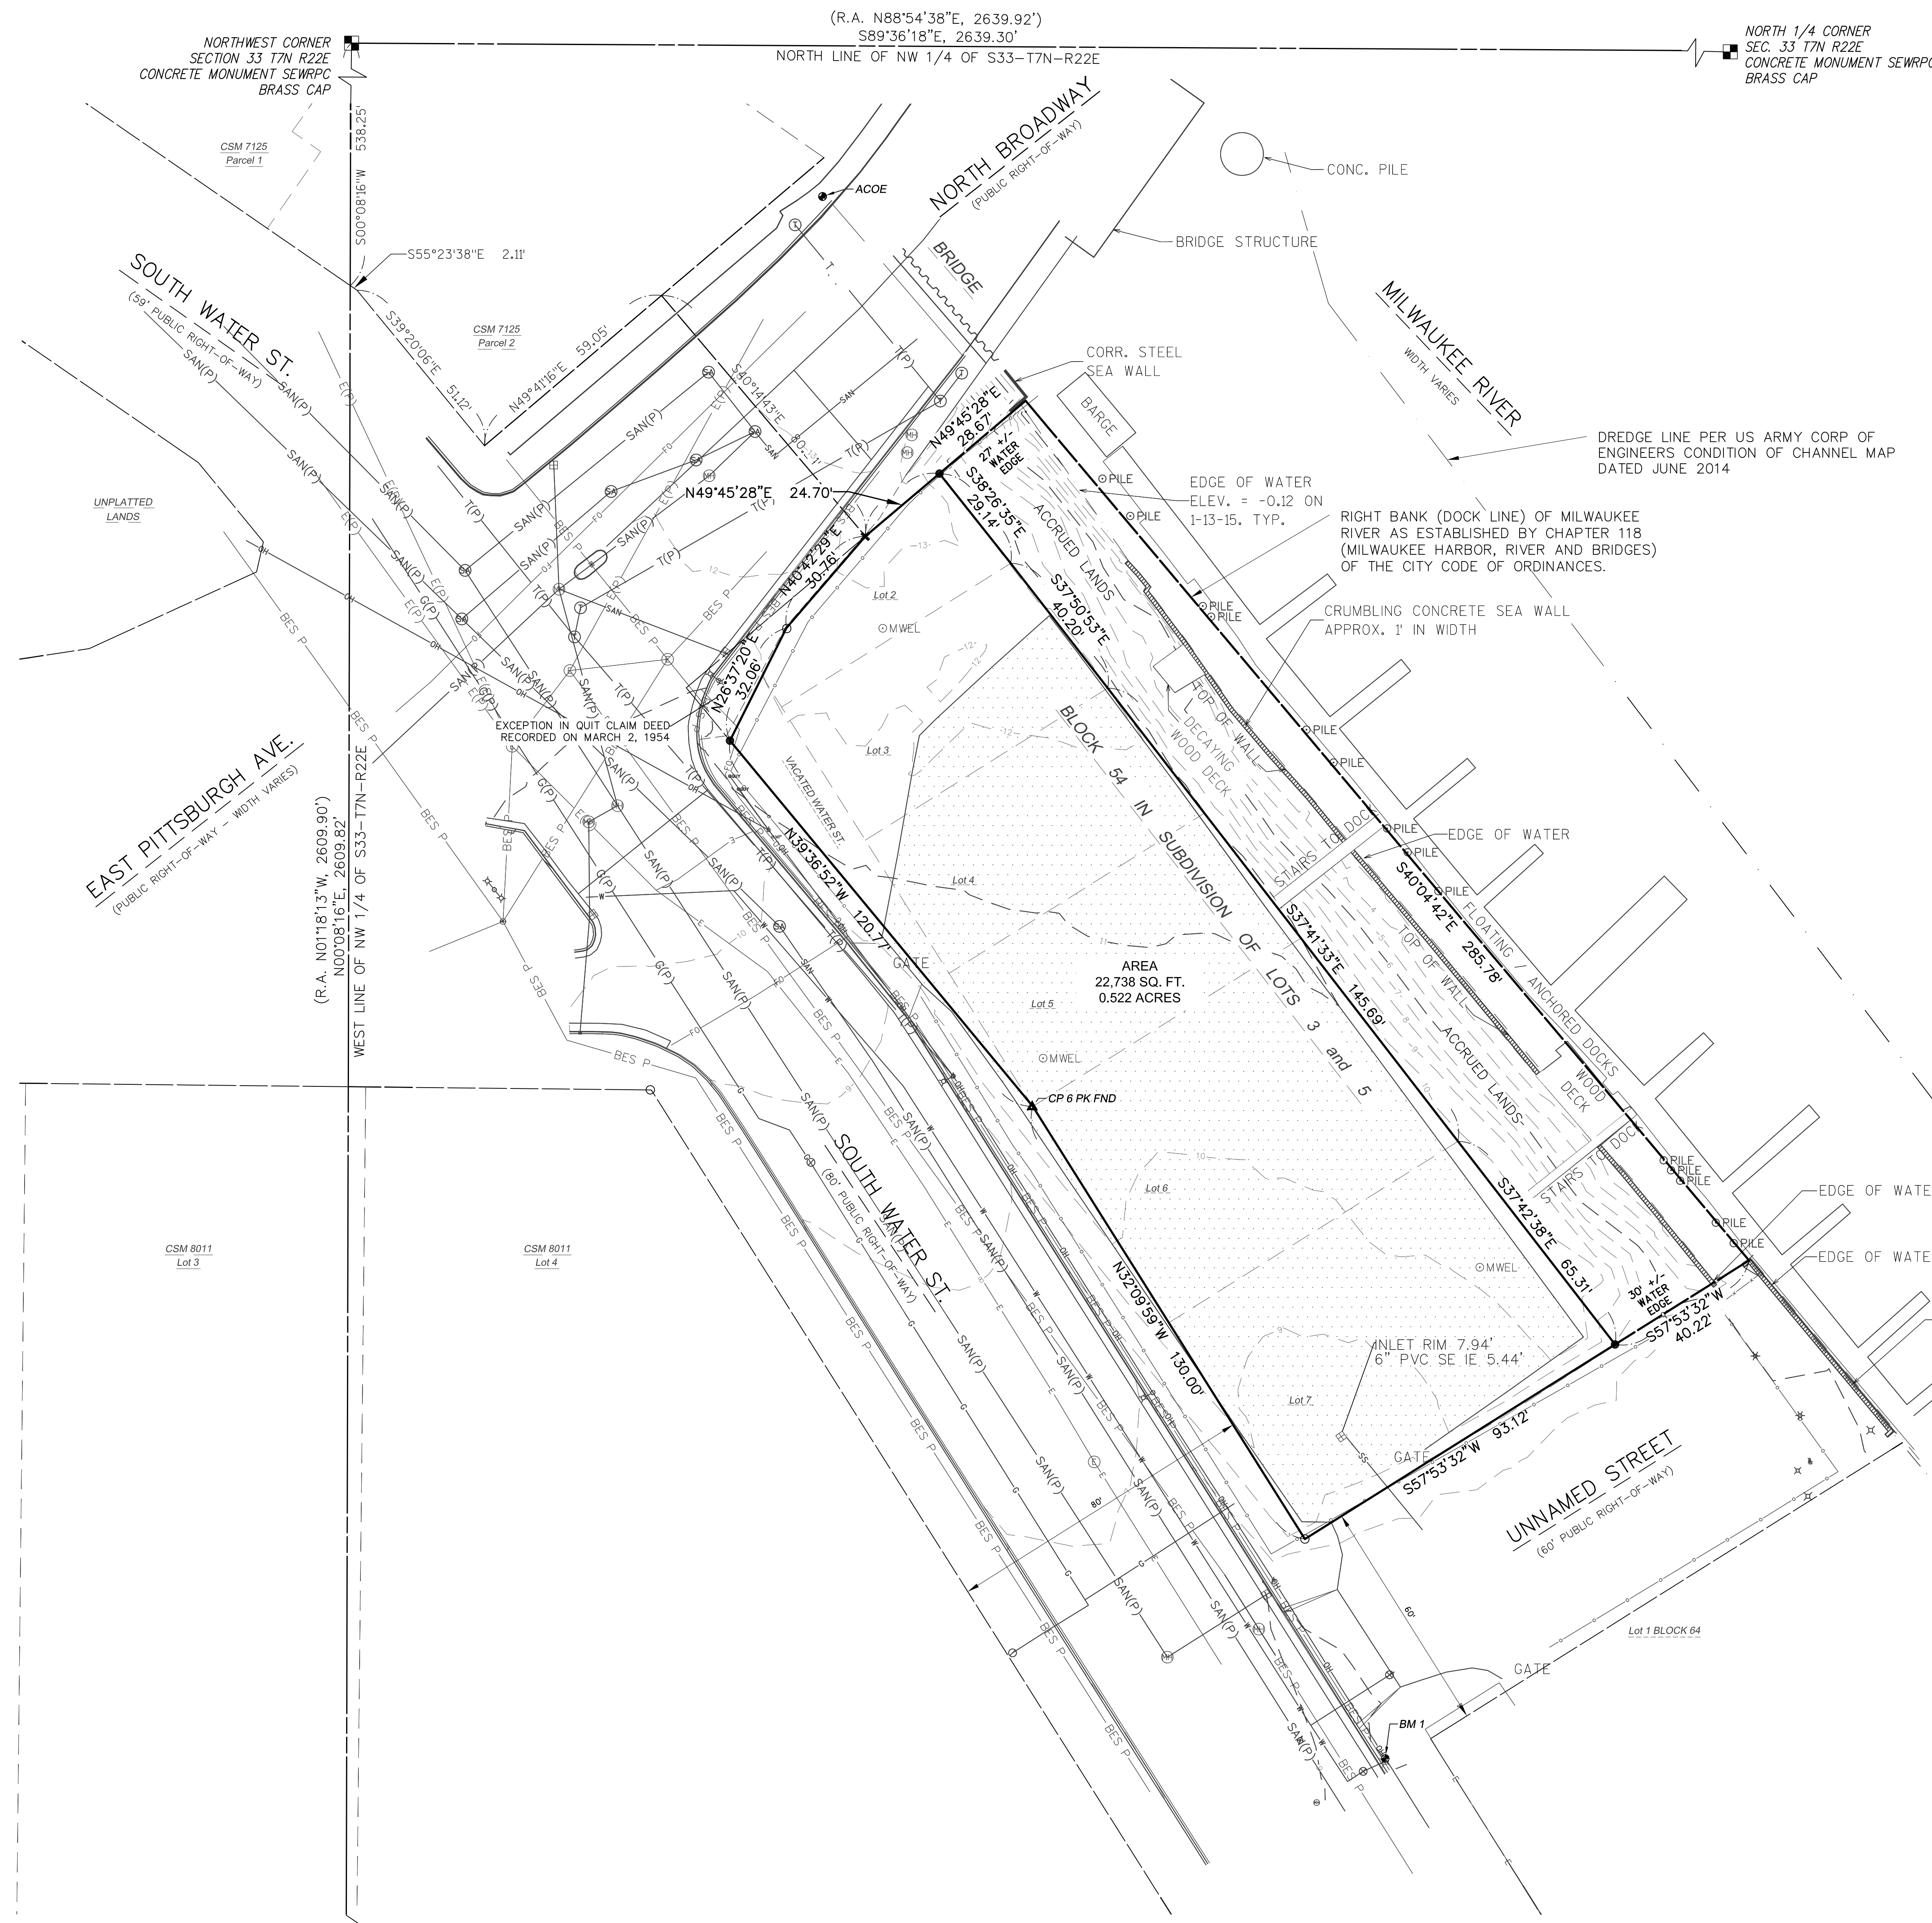 (R.A. N88°54'38"E, 2639.92')
S89°36'18"E, 2639.30'
NORTH LINE OF NW 1/4 OF S33-T7N-R22E
NORTHWEST CORNER
SECTION 33 T7N R22E
CONCRETE MONUMENT SEWRPC
BRASS CAP
NORTH 1/4 CORNER
SEC. 33 T7N R22E
CONCRETE MONUMENT SEWRPC
BRASS CAP
S00°08'16"W 538.25'
CSM 7125
Parcel 1
S55°23'38"E 2.11'
ACOE
NORTH BROADWAY
(PUBLIC RIGHT-OF-WAY)
BRIDGE
CONC. PILE
BRIDGE STRUCTURE
MILWAUKEE RIVER
WIDTH VARIES
SOUTH WATER ST.
(59' PUBLIC RIGHT-OF-WAY)
S39°20'06"E 51.12'
CSM 7125
Parcel 2
N49°41'16"E 59.05'
S40°14'43"E 80.31'
CORR. STEEL
SEA WALL
BARGE
DREDGE LINE PER US ARMY CORP OF
ENGINEERS CONDITION OF CHANNEL MAP
DATED JUNE 2014
UNPLATTED
LANDS
N49°45'28"E
28.67'
27' +/-
WATER
EDGE
N49°45'28"E 24.70'
S38°26'35"E
29.14'
EDGE OF WATER
ELEV. = -0.12 ON
1-13-15. TYP.
PILE
PILE
RIGHT BANK (DOCK LINE) OF MILWAUKEE
RIVER AS ESTABLISHED BY CHAPTER 118
(MILWAUKEE HARBOR, RIVER AND BRIDGES)
OF THE CITY CODE OF ORDINANCES.
ACCRUED LANDS
N40°42'29"E
30.76'
Lot 2
MWEL
S37°50'53"E
40.20'
PILE
PILE
CRUMBLING CONCRETE SEA WALL
APPROX. 1' IN WIDTH
N26°37'20"E
32.06'
EXCEPTION IN QUIT CLAIM DEED
RECORDED ON MARCH 2, 1954
Lot 3
VACATED WATER ST.
TOP OF WALL
DECAYING
WOOD DECK
PILE
PILE
EAST PITTSBURGH AVE.
(PUBLIC RIGHT-OF-WAY - WIDTH VARIES)
(R.A. N01°18'13"W, 2609.90')
N00°08'16"E, 2609.82'
WEST LINE OF NW 1/4 OF S33-T7N-R22E
BLOCK 54 IN SUBDIVISION OF LOTS 3 and 5
STAIRS TO DOCK
PILE
PILE
EDGE OF WATER
N39°36'52"W 120.77'
Lot 4
GATE
AREA
22,738 SQ. FT.
0.522 ACRES
Lot 5
MWEL
S37°41'33"E 145.69'
S40°04'42"E 285.78'
PILE
FLOATING / ANCHORED DOCKS
TOP OF WALL
ACCRUED LANDS
WOOD
DECK
CP 6 PK FND
STAIRS TO DOCK
PILE
PILE
PILE
PILE
PILE
EDGE OF WATE
EDGE OF WATE
SOUTH WATER ST.
(80' PUBLIC RIGHT-OF-WAY)
Lot 6
N32°09'59"W 130.00'
S37°42'38"E 65.31'
MWEL
30' +/-
WATER
EDGE
S57°53'32"W
40.22'
CSM 8011
Lot 3
CSM 8011
Lot 4
INLET RIM 7.94'
6" PVC SE IE 5.44'
Lot 7
GATE
S57°53'32"W 93.12'
80'
UNNAMED STREET
(60' PUBLIC RIGHT-OF-WAY)
60'
Lot 1 BLOCK 64
GATE
BM 1